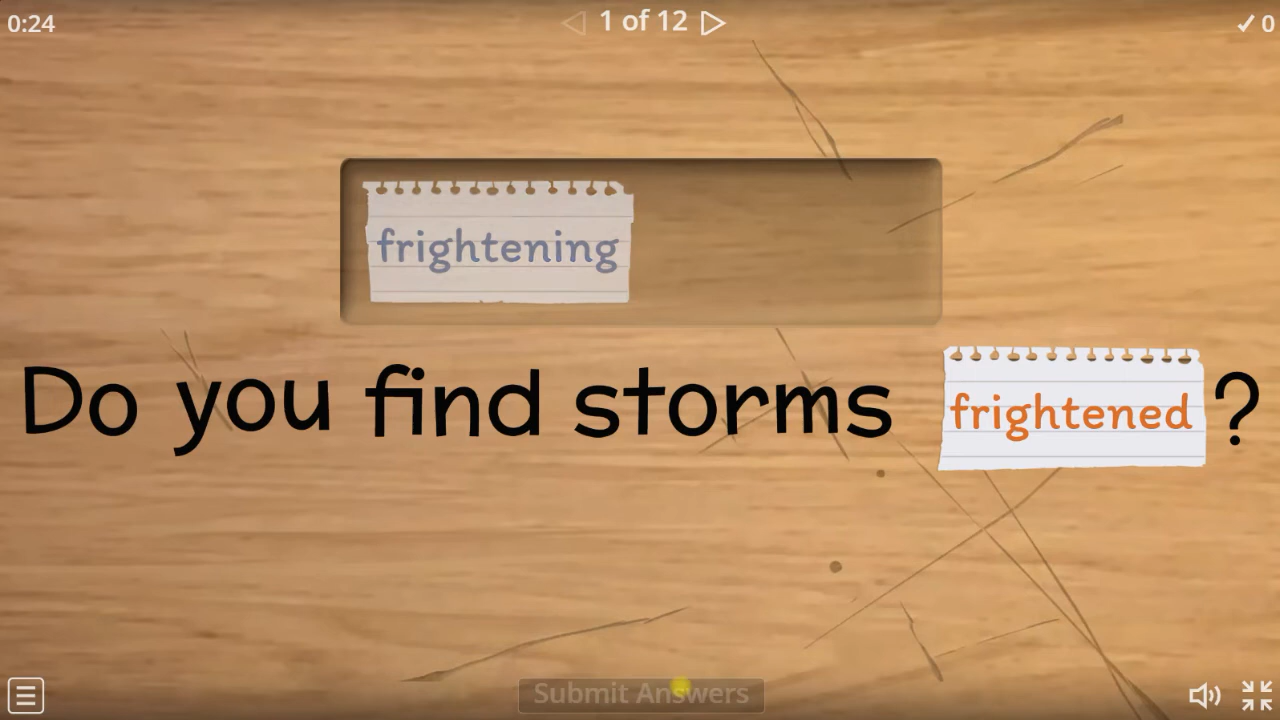 0:24
1 of 12
✓ 0
frightening
Do you find storms frightened ?
Submit Answers